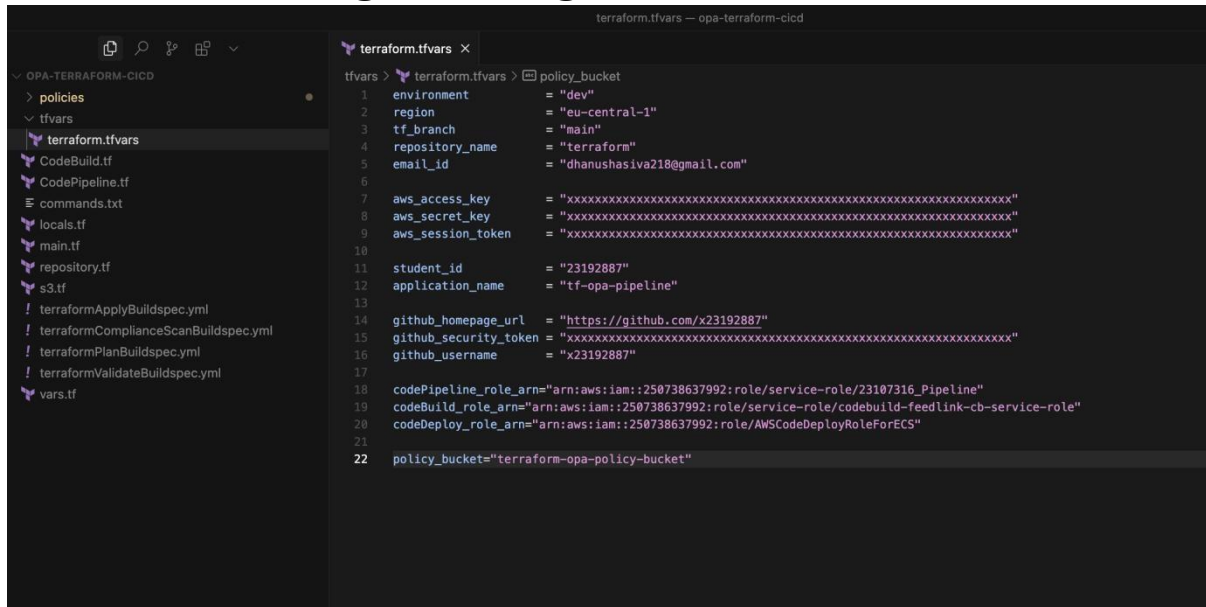 terraform.tfvars — opa-terraform-cicd
terraform.tfvars ×
OPA-TERRAFORM-CICD
policies
tfvars
terraform.tfvars
CodeBuild.tf
CodePipeline.tf
commands.txt
locals.tf
main.tf
repository.tf
s3.tf
! terraformApplyBuildspec.yml
! terraformComplianceScanBuildspec.yml
! terraformPlanBuildspec.yml
! terraformValidateBuildspec.yml
vars.tf
tfvars > terraform.tfvars > policy_bucket
1 environment = "dev"
2 region = "eu-central-1"
3 tf_branch = "main"
4 repository_name = "terraform"
5 email_id = "dhanushasiva218@gmail.com"
6
7 aws_access_key = "xxxxxxxxxxxxxxxxxxxxxxxxxxxxxxxxxxxxxxxxxxxxxxxxxx"
8 aws_secret_key = "xxxxxxxxxxxxxxxxxxxxxxxxxxxxxxxxxxxxxxxxxxxxxxxxxx"
9 aws_session_token = "xxxxxxxxxxxxxxxxxxxxxxxxxxxxxxxxxxxxxxxxxxxxxxxxxx"
10
11 student_id = "23192887"
12 application_name = "tf-opa-pipeline"
13
14 github_homepage_url = "https://github.com/x23192887"
15 github_security_token = "xxxxxxxxxxxxxxxxxxxxxxxxxxxxxxxxxxxxxxxxxxxxxxxxxx"
16 github_username = "x23192887"
17
18 codePipeline_role_arn="arn:aws:iam::250738637992:role/service-role/23107316_Pipeline"
19 codeBuild_role_arn="arn:aws:iam::250738637992:role/service-role/codebuild-feedlink-cb-service-role"
20 codeDeploy_role_arn="arn:aws:iam::250738637992:role/AWSCodeDeployRoleForECS"
21
22 policy_bucket="terraform-opa-policy-bucket"